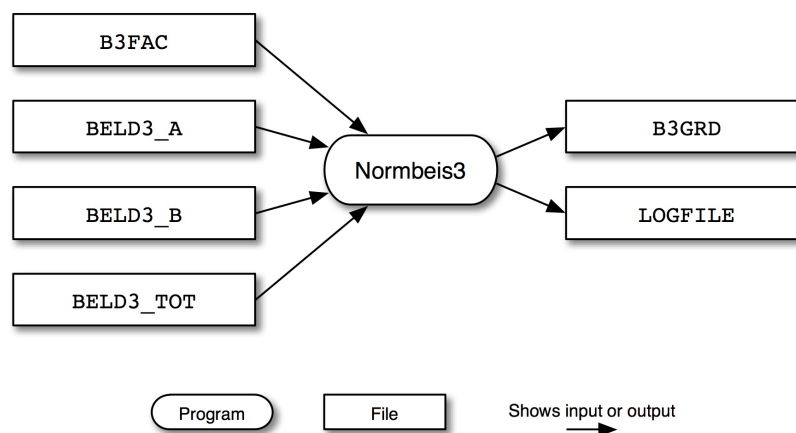 B3FAC
BELD3_A
BELD3_B
BELD3_TOT
Normbeis3
B3GRD
LOGFILE
Program
File
Shows input or output